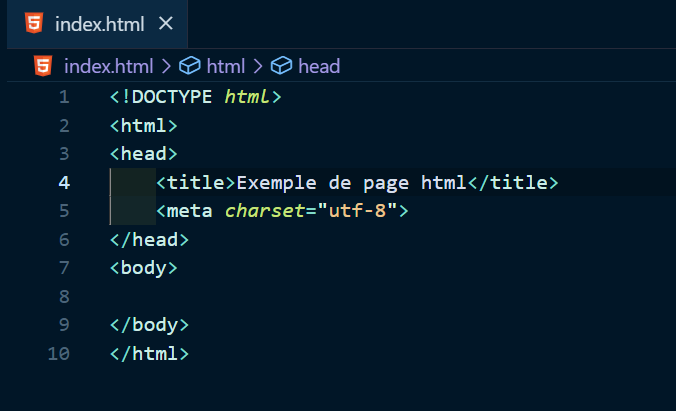 index.html ×
index.html > html > head
1 <!DOCTYPE html>
2 <html>
3 <head>
4     <title>Exemple de page html</title>
5     <meta charset="utf-8">
6 </head>
7 <body>
8
9 </body>
10 </html>